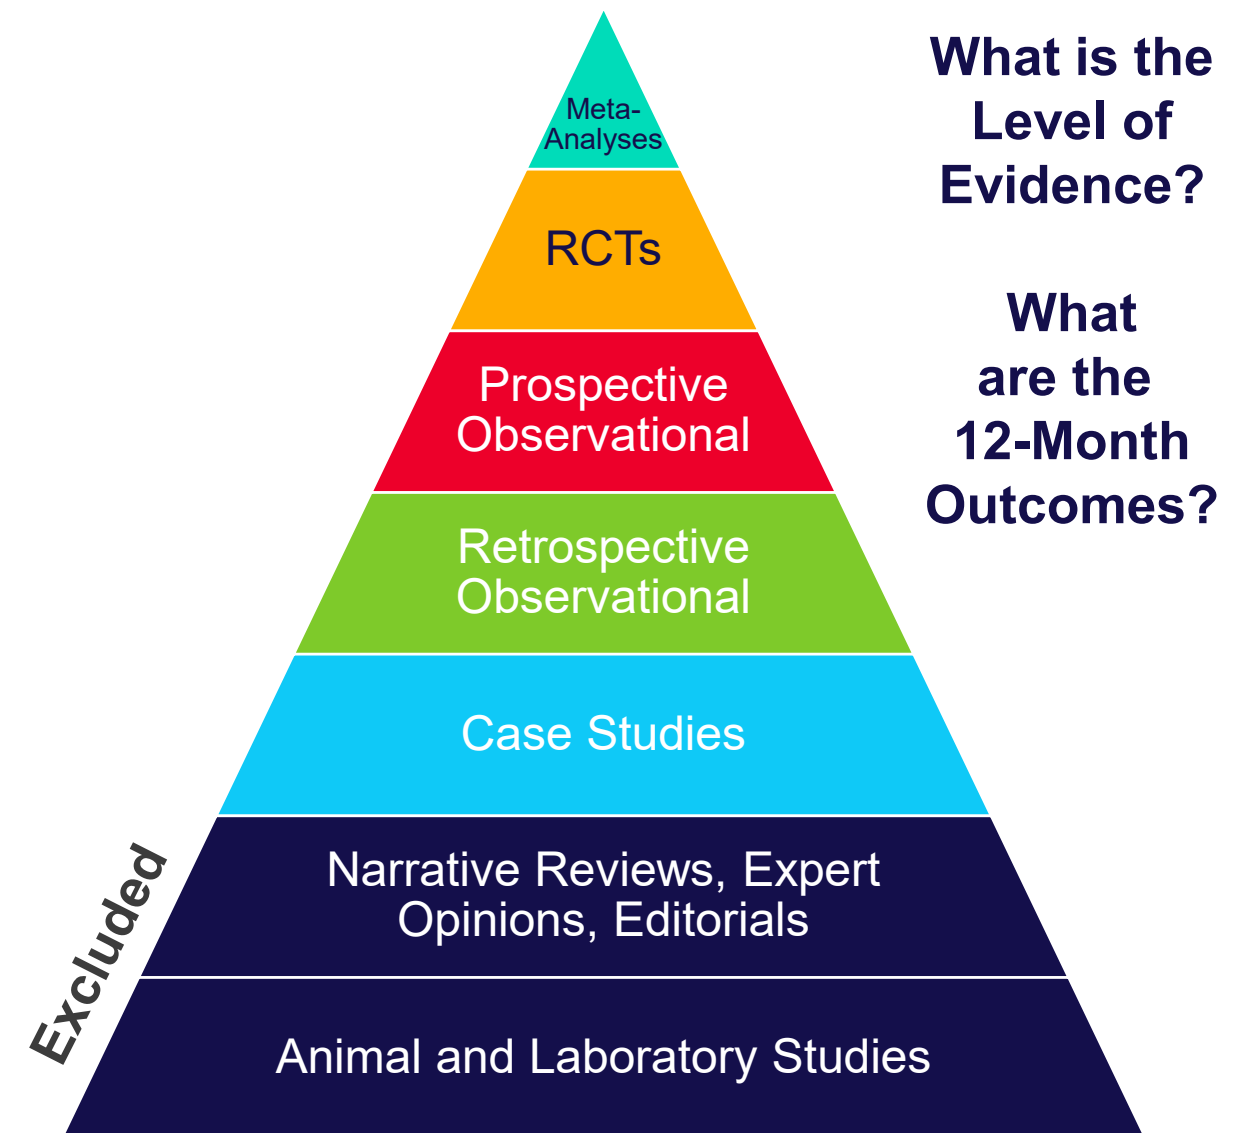 Meta-
Analyses
RCTs
Prospective
Observational
Retrospective
Observational
Case Studies
Narrative Reviews, Expert
Opinions, Editorials
Animal and Laboratory Studies
Excluded
What is the
Level of
Evidence?
What
are the
12-Month
Outcomes?